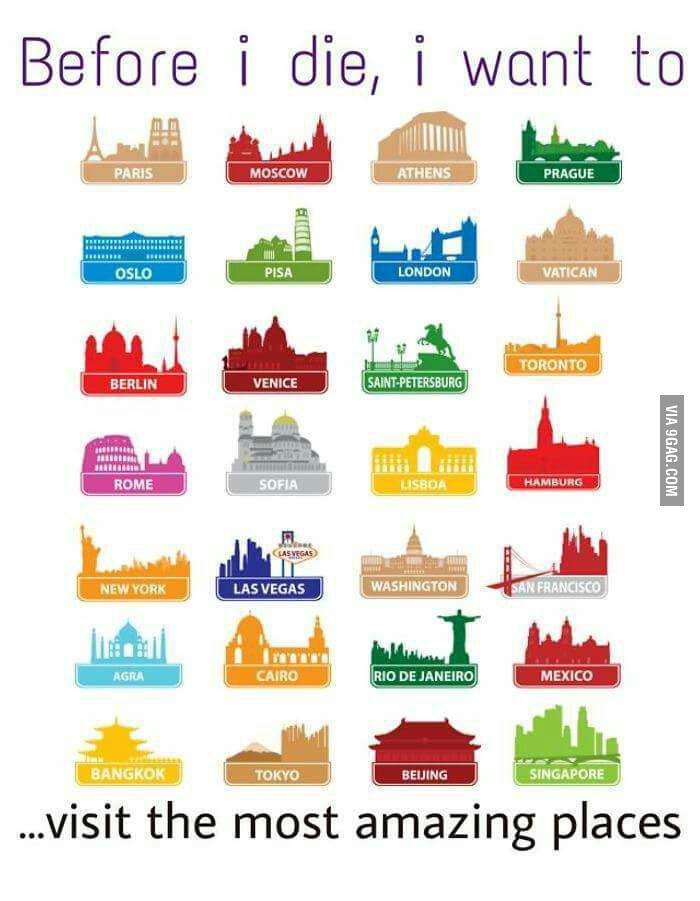 Before i die, i want to
PARIS MOSCOW ATHENS PRAGUE
OSLO PISA LONDON VATICAN
BERLIN VENICE SAINT-PETERSBURG TORONTO
ROME SOFIA LISBOA HAMBURG
VIA 9GAG.COM
NEW YORK LAS VEGAS WASHINGTON SAN FRANCISCO
LAS VEGAS
AGRA CAIRO RIO DE JANEIRO MEXICO
BANGKOK TOKYO BEIJING SINGAPORE
...visit the most amazing places